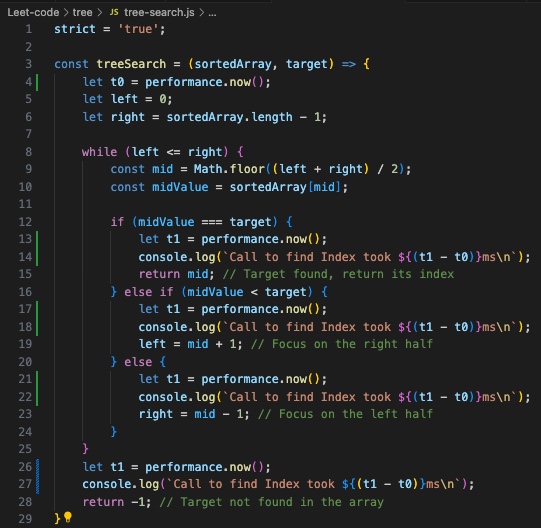 Leet-code > tree > JS tree-search.js > ...
1 strict = 'true';
2
3 const treeSearch = (sortedArray, target) => {
4     let t0 = performance.now();
5     let left = 0;
6     let right = sortedArray.length - 1;
7
8     while (left <= right) {
9         const mid = Math.floor((left + right) / 2);
10         const midValue = sortedArray[mid];
11
12         if (midValue === target) {
13             let t1 = performance.now();
14             console.log(`Call to find Index took ${(t1 - t0)}ms\n`);
15             return mid; // Target found, return its index
16         } else if (midValue < target) {
17             let t1 = performance.now();
18             console.log(`Call to find Index took ${(t1 - t0)}ms\n`);
19             left = mid + 1; // Focus on the right half
20         } else {
21             let t1 = performance.now();
22             console.log(`Call to find Index took ${(t1 - t0)}ms\n`);
23             right = mid - 1; // Focus on the left half
24         }
25     }
26     let t1 = performance.now();
27     console.log(`Call to find Index took ${(t1 - t0)}ms\n`);
28     return -1; // Target not found in the array
29 }